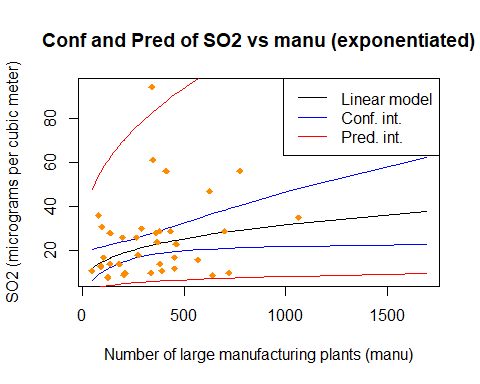 Conf and Pred of SO2 vs manu (exponentiated)
SO2 (micrograms per cubic meter)
80
60
40
20
Linear model
Conf. int.
Pred. int.
0 500 1000 1500
Number of large manufacturing plants (manu)